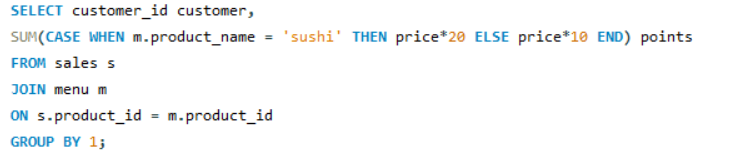 SELECT customer_id customer,
SUM(CASE WHEN m.product_name = 'sushi' THEN price*20 ELSE price*10 END) points
FROM sales s
JOIN menu m
ON s.product_id = m.product_id
GROUP BY 1;